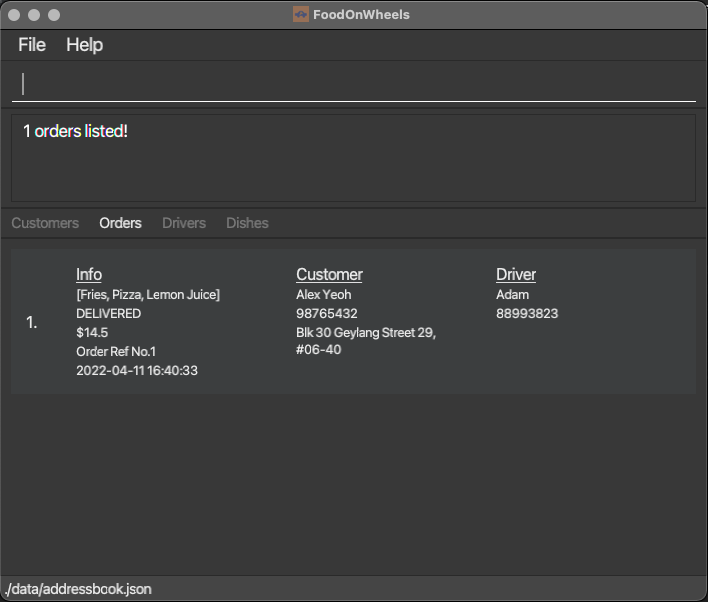 FoodOnWheels
File Help
1 orders listed!
Customers Orders Drivers Dishes
1.
Info
[Fries, Pizza, Lemon Juice]
DELIVERED
$14.5
Order Ref No.1
2022-04-11 16:40:33
Customer
Alex Yeoh
98765432
Blk 30 Geylang Street 29,
#06-40
Driver
Adam
88993823
./data/addressbook.json